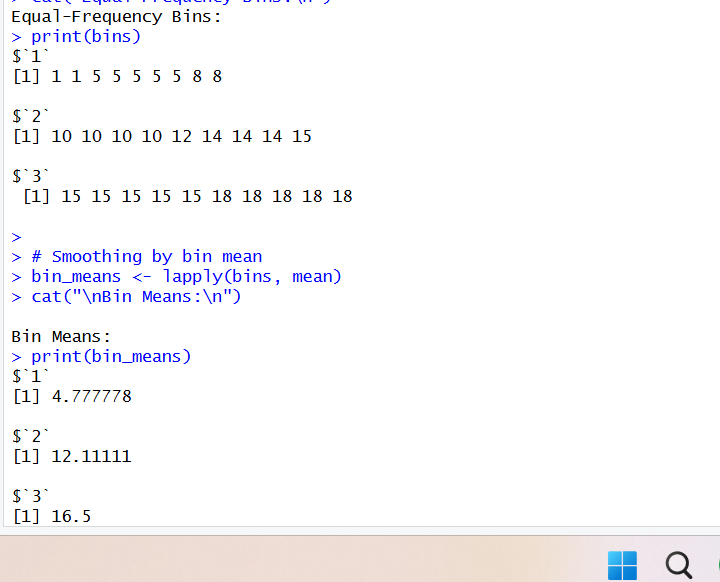 Equal-Frequency Bins:
> print(bins)
$`1`
[1] 1 1 5 5 5 5 5 8 8
$`2`
[1] 10 10 10 10 12 14 14 14 15
$`3`
[1] 15 15 15 15 15 18 18 18 18 18
>
> # Smoothing by bin mean
> bin_means <- lapply(bins, mean)
> cat("\nBin Means:\n")
Bin Means:
> print(bin_means)
$`1`
[1] 4.777778
$`2`
[1] 12.11111
$`3`
[1] 16.5